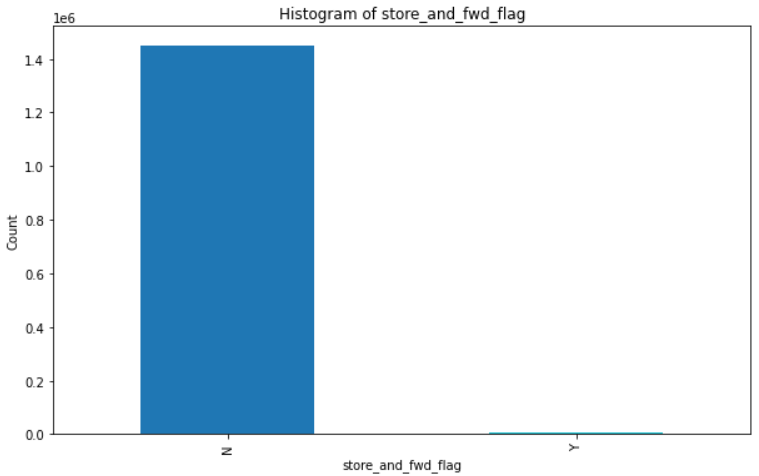 Histogram of store_and_fwd_flag
1e6
1.4
1.2
1.0
0.8
0.6
0.4
0.2
0.0
Count
N
Y
store_and_fwd_flag